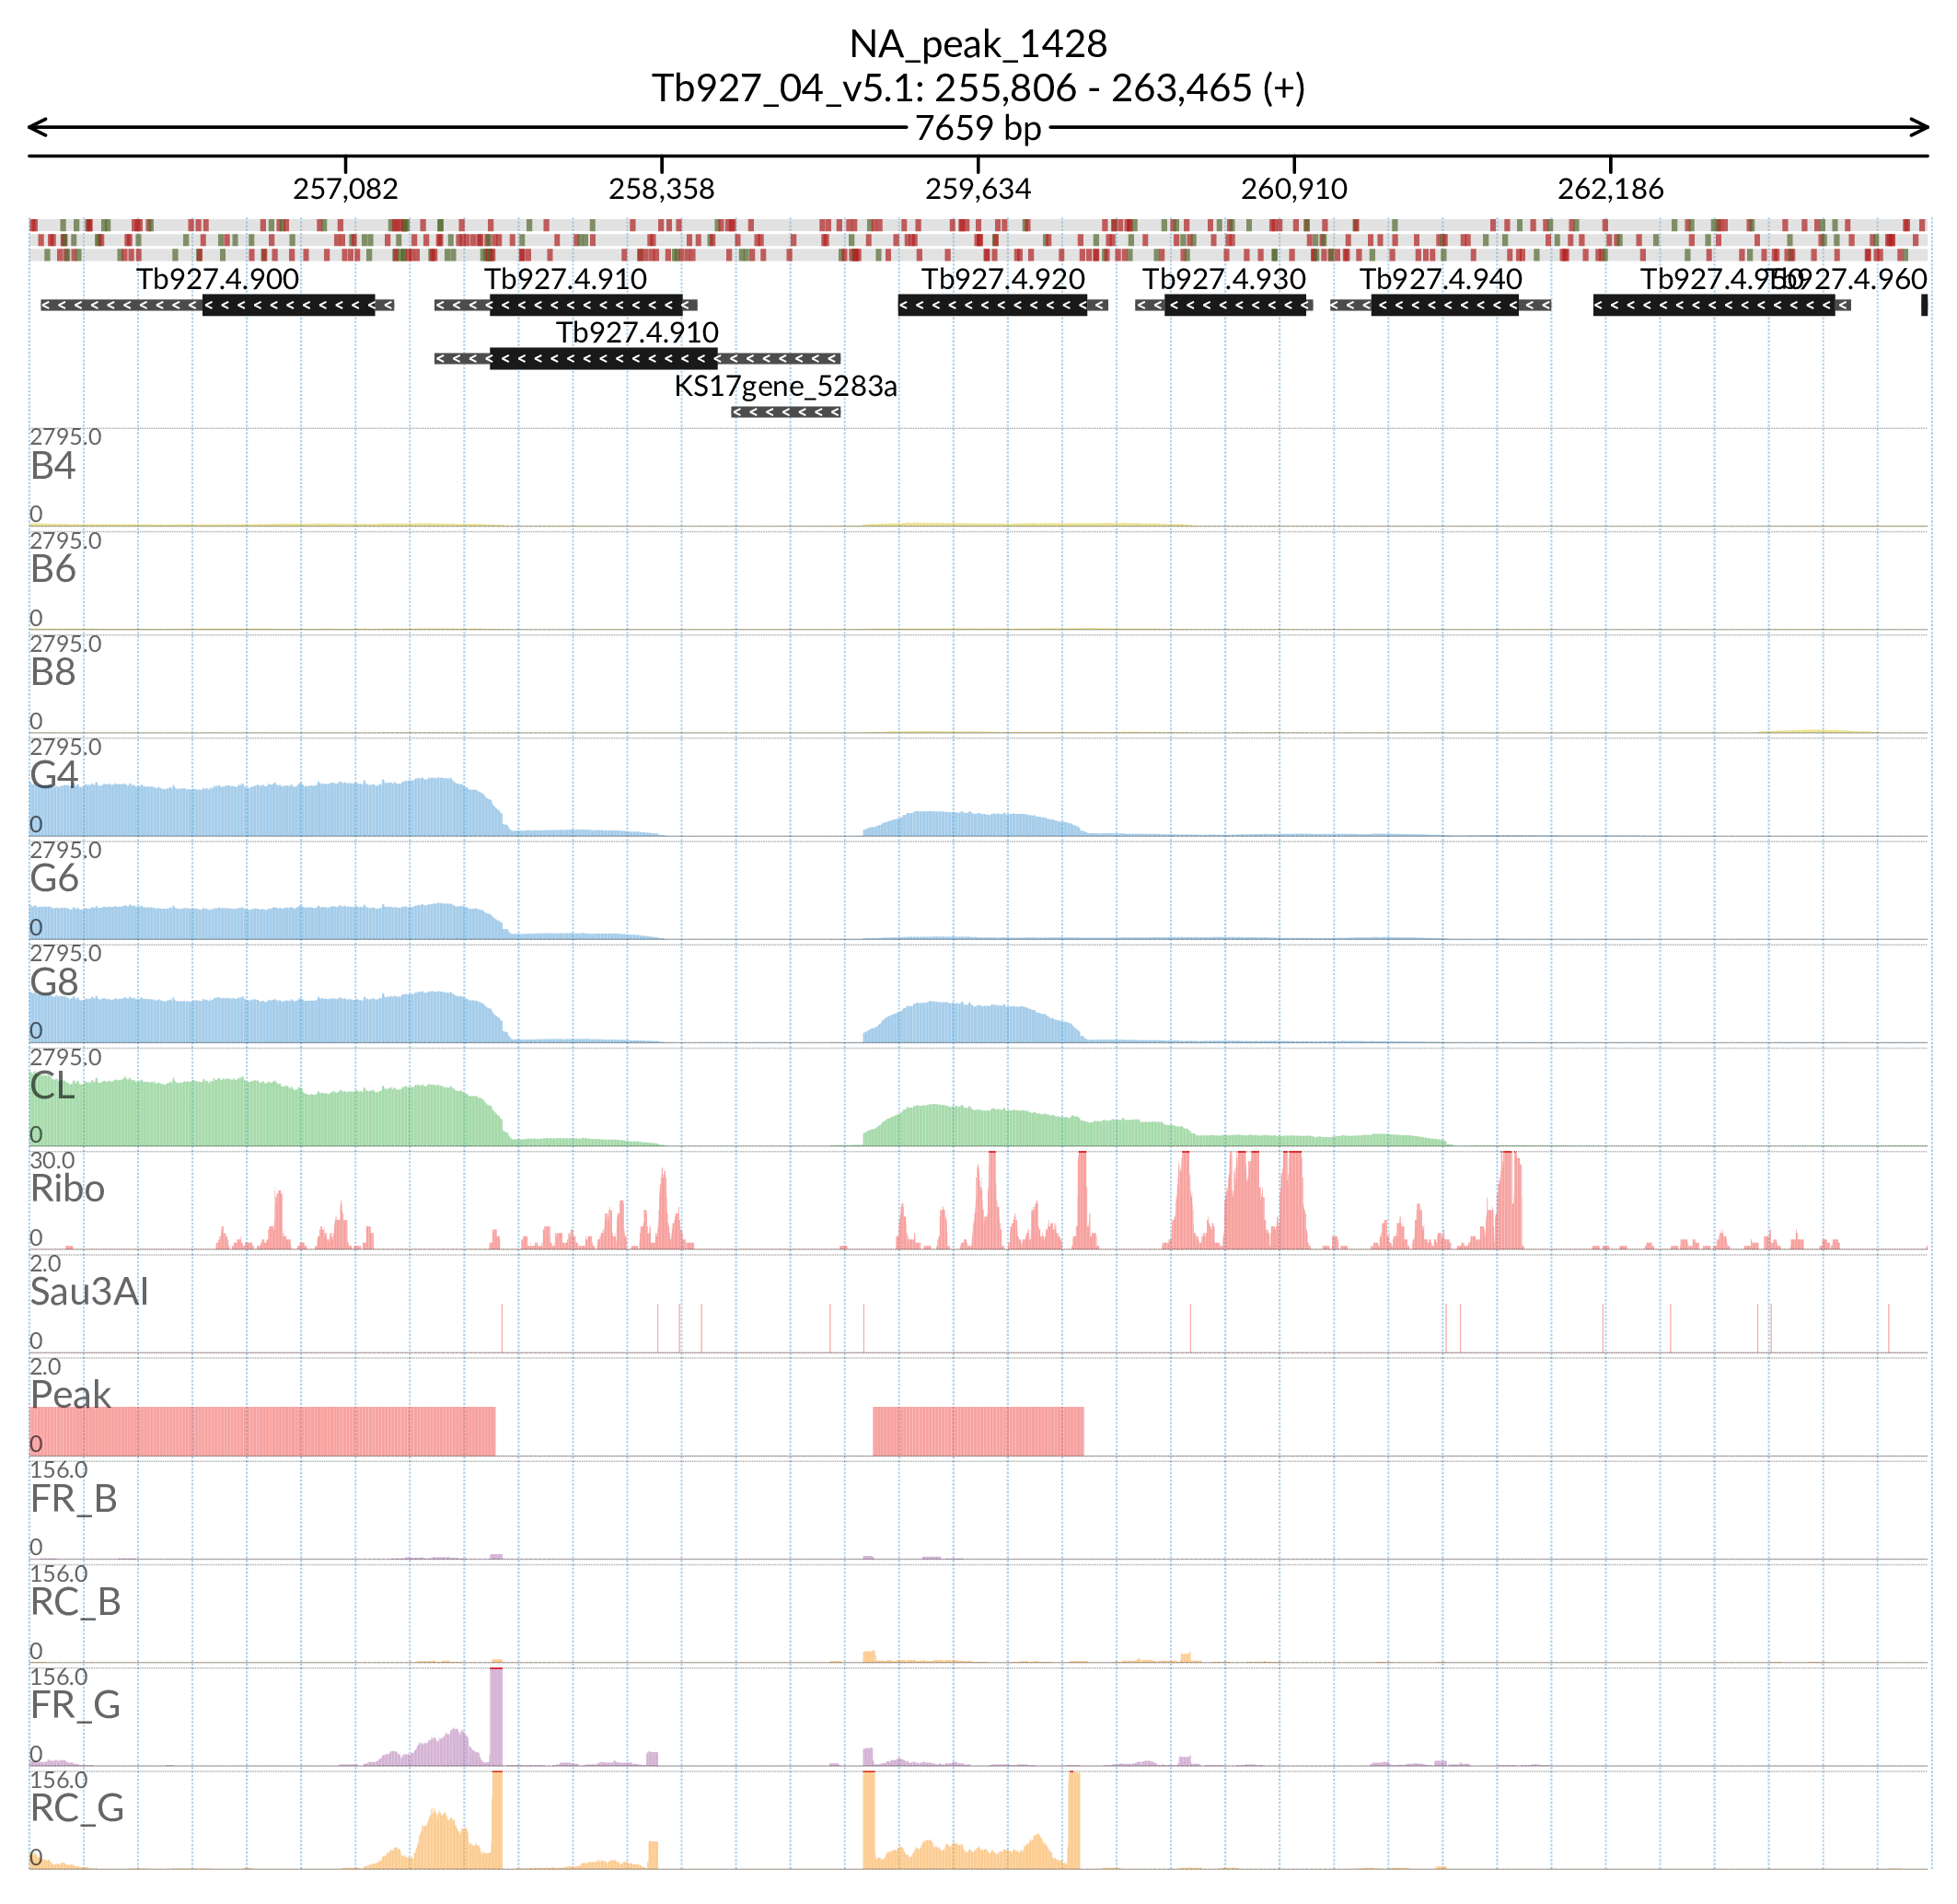 NA_peak_1428
Tb927_04_v5.1: 255,806 - 263,465 (+)
7659 bp
257,082 258,358 259,634 260,910 262,186
Tb927.4.900 Tb927.4.910 Tb927.4.920 Tb927.4.930 Tb927.4.940 Tb927.4.950 Tb927.4.960
Tb927.4.910
KS17gene_5283a
2795.0
B4
0
2795.0
B6
0
2795.0
B8
0
2795.0
G4
0
2795.0
G6
0
2795.0
G8
0
2795.0
CL
0
30.0
Ribo
0
2.0
Sau3AI
0
2.0
Peak
0
156.0
FR_B
0
156.0
RC_B
0
156.0
FR_G
0
156.0
RC_G
0